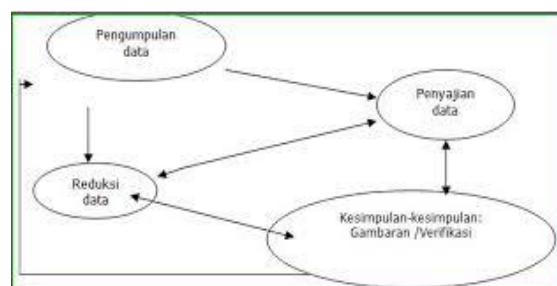 Pengumpulan
data
Penyajian
data
Reduksi
data
Kesimpulan-kesimpulan:
Gambaran /Verifikasi